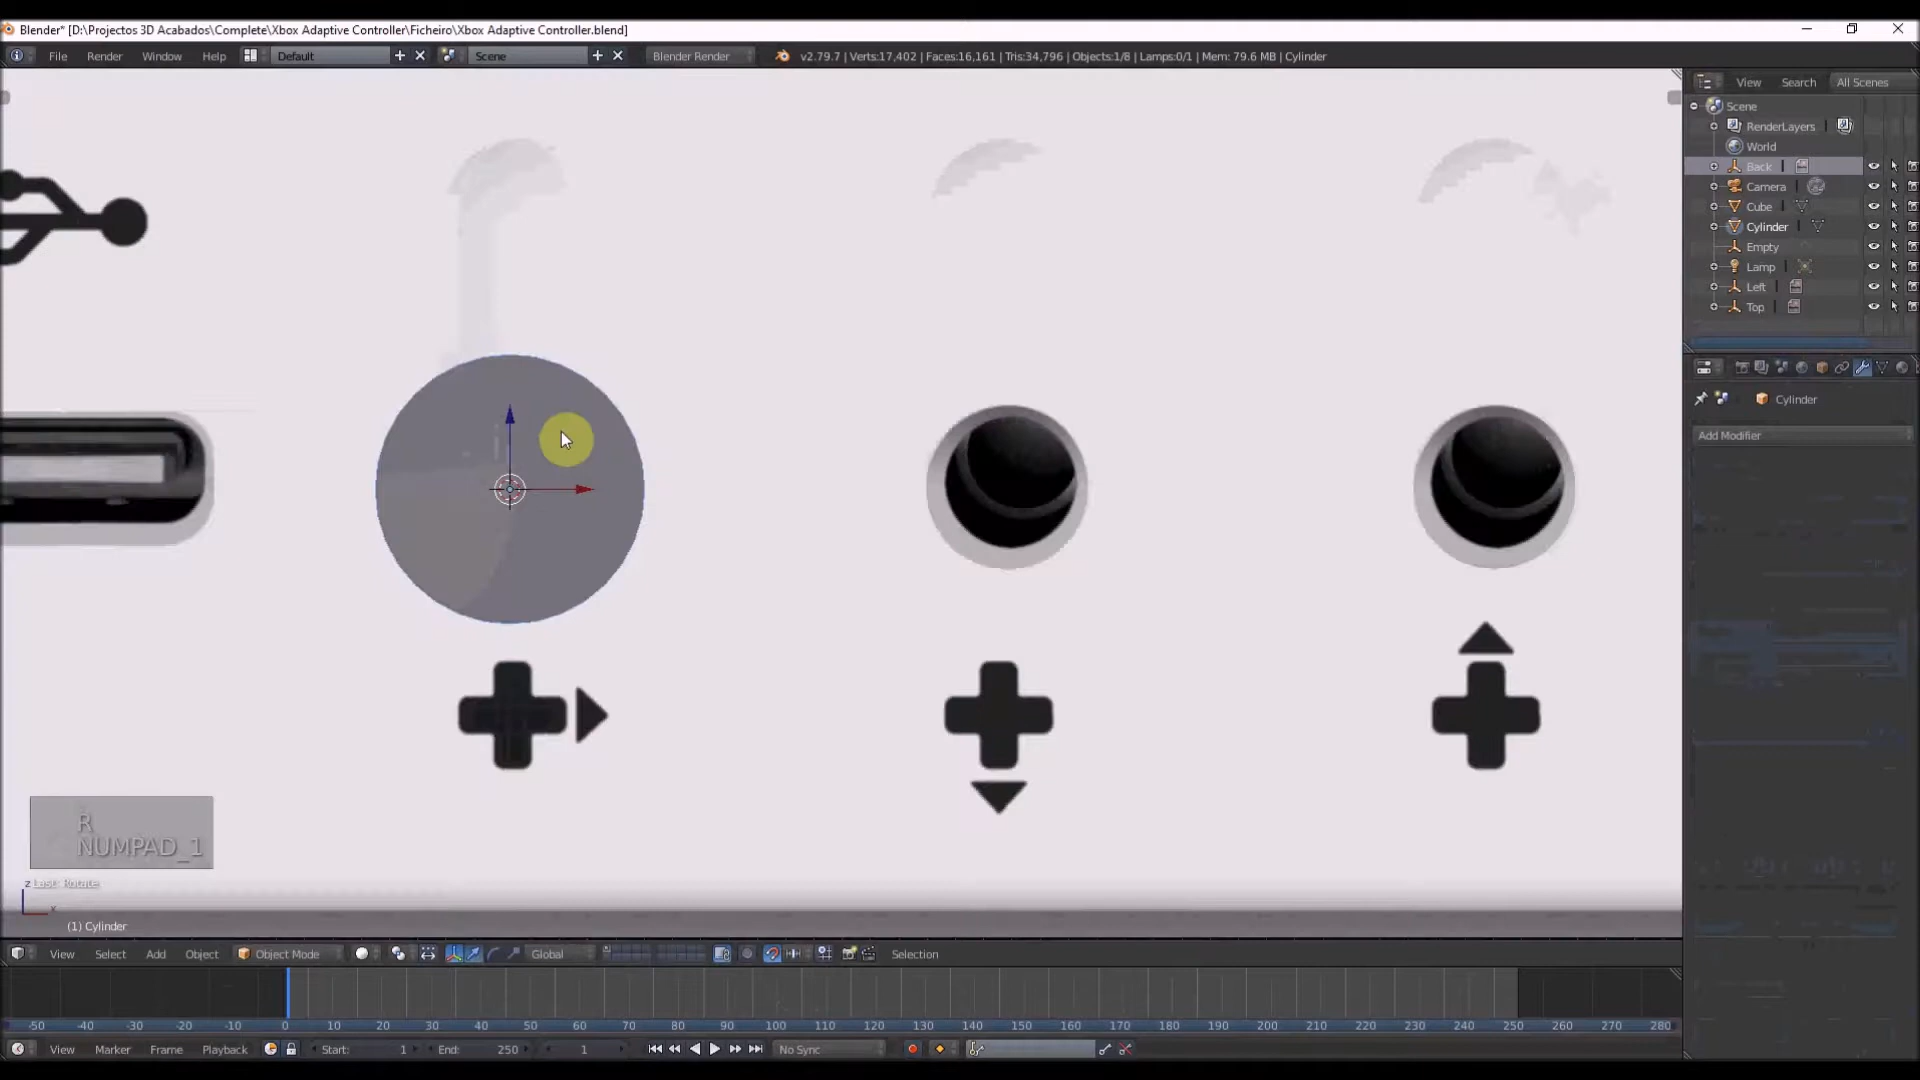 Blender* [D:\Projectos 3D Acabados\Complete\Xbox Adaptive Controller\Ficheiro\Xbox Adaptive Controller.blend]
File Render Window Help Default Scene Blender Render v2.79.7 | Verts:17,402 | Faces:16,161 | Tris:34,796 | Objects:1/8 | Lamps:0/1 | Mem: 79.6 MB | Cylinder
View Search All Scenes
Scene
RenderLayers
World
Back
Camera
Cube
Cylinder
Empty
Lamp
Left
Top
Cylinder
Add Modifier
R
NUMPAD_1
z Last: Rotate
x
(1) Cylinder
View Select Add Object Object Mode Global Selection
-50 -40 -30 -20 -10 0 10 20 30 40 50 60 70 80 90 100 110 120 130 140 150 160 170 180 190 200 210 220 230 240 250 260 270 280
View Marker Frame Playback Start: 1 End: 250 1 No Sync